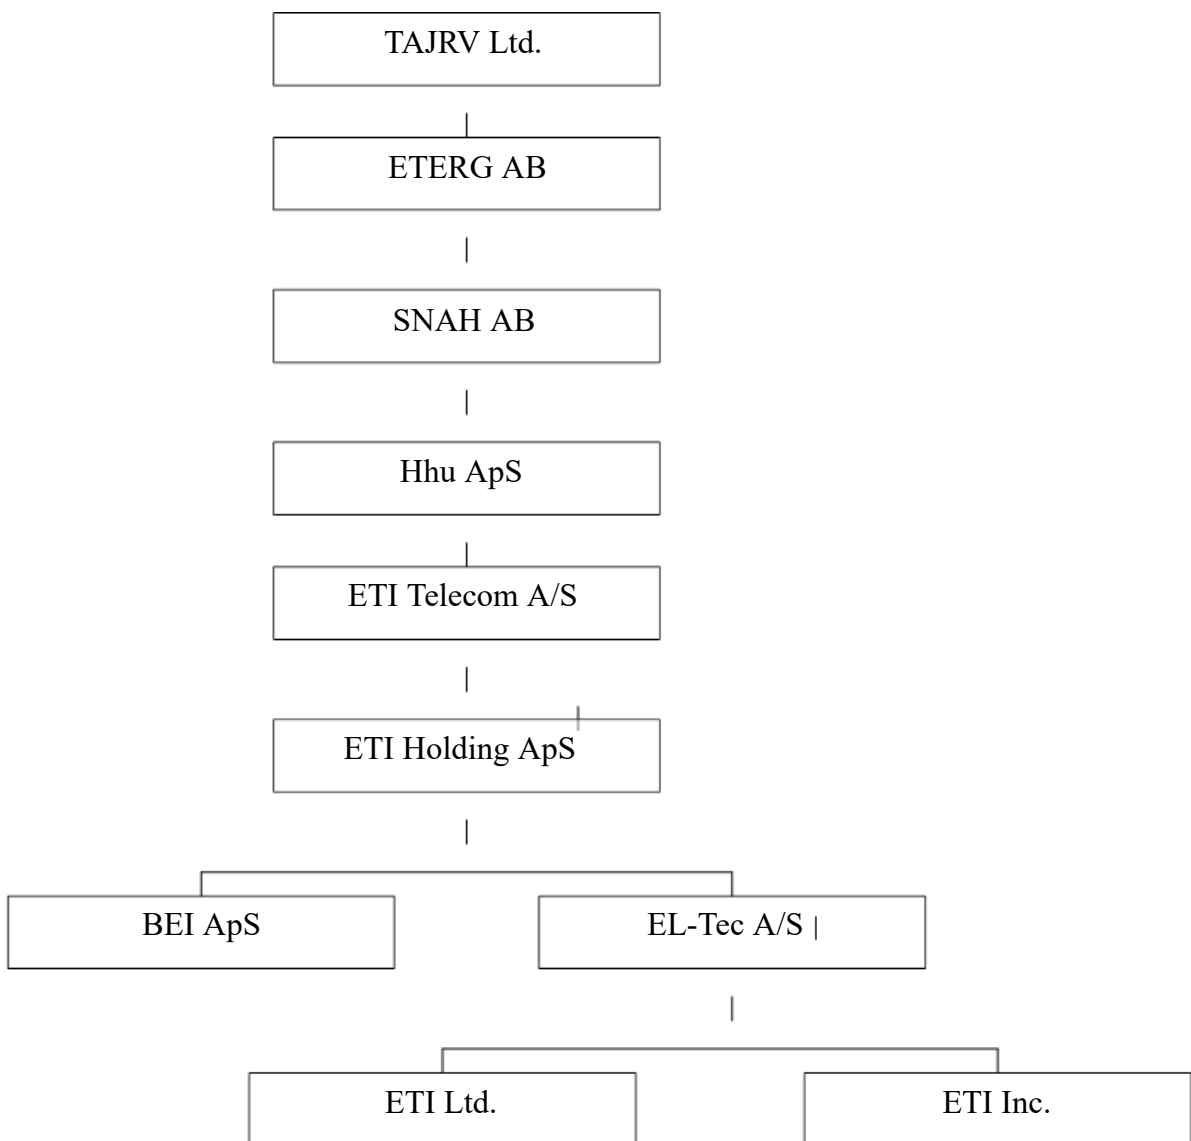 TAJRV Ltd.
ETERG AB
SNAH AB
Hhu ApS
ETI Telecom A/S
ETI Holding ApS
BEI ApS
EL-Tec A/S
ETI Ltd.
ETI Inc.